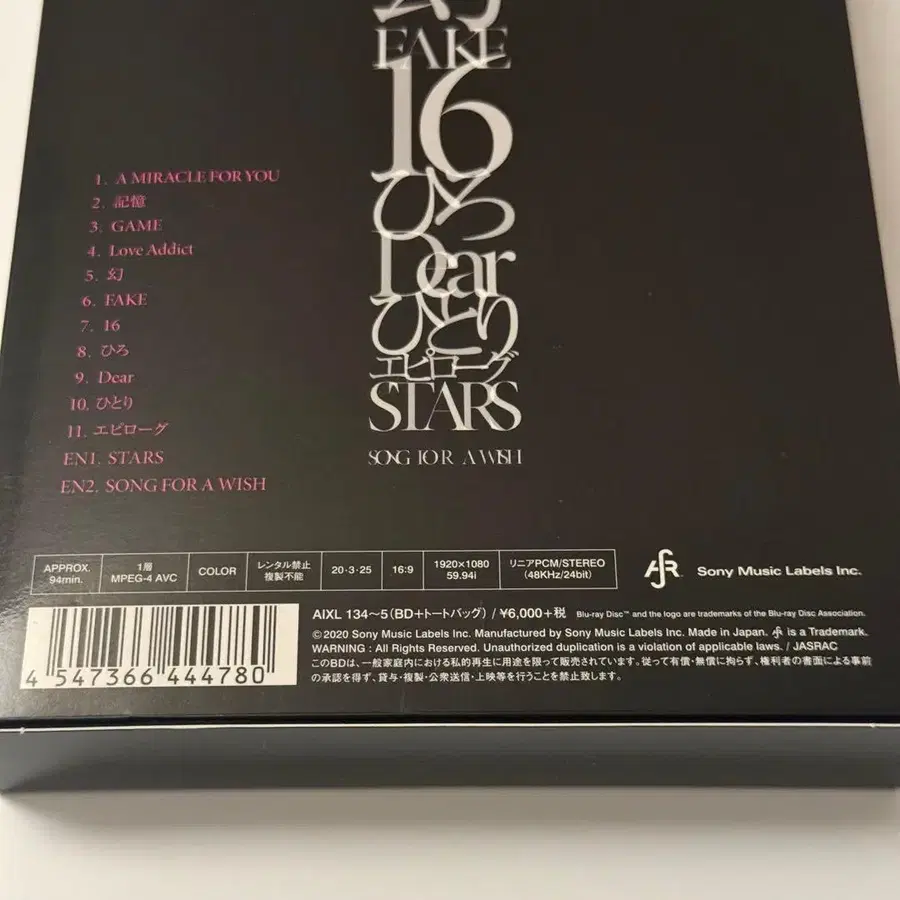 幻
FAKE
16
ひろ
Dear
ひとり
エピローグ
STARS
SONG FOR A WISH
1. A MIRACLE FOR YOU
2. 記憶
3. GAME
4. Love Addict
5. 幻
6. FAKE
7. 16
8. ひろ
9. Dear
10. ひとり
11. エピローグ
EN1. STARS
EN2. SONG FOR A WISH
APPROX.
94min.
1層
MPEG-4 AVC
COLOR
レンタル禁止
複製不能
20・3・25
16:9
1920×1080
59.94i
リニアPCM/STEREO
(48KHz/24bit)
Sony Music Labels Inc.
AIXL 134〜5(BD+トートバッグ) / ¥6,000+税 Blu-ray Disc™ and the logo are trademarks of the Blu-ray Disc Association.
©2020 Sony Music Labels Inc. Manufactured by Sony Music Labels Inc. Made in Japan. is a Trademark.
WARNING : All Rights Reserved. Unauthorized duplication is a violation of applicable laws. / JASRAC
このBDは、一般家庭内における私的再生に用途を限って販売されています。従って有償・無償に拘らず、権利者の書面による事前
の承認を得ず、貸与・複製・公衆送信・上映等を行うことを禁止致します。
4 547366 444780